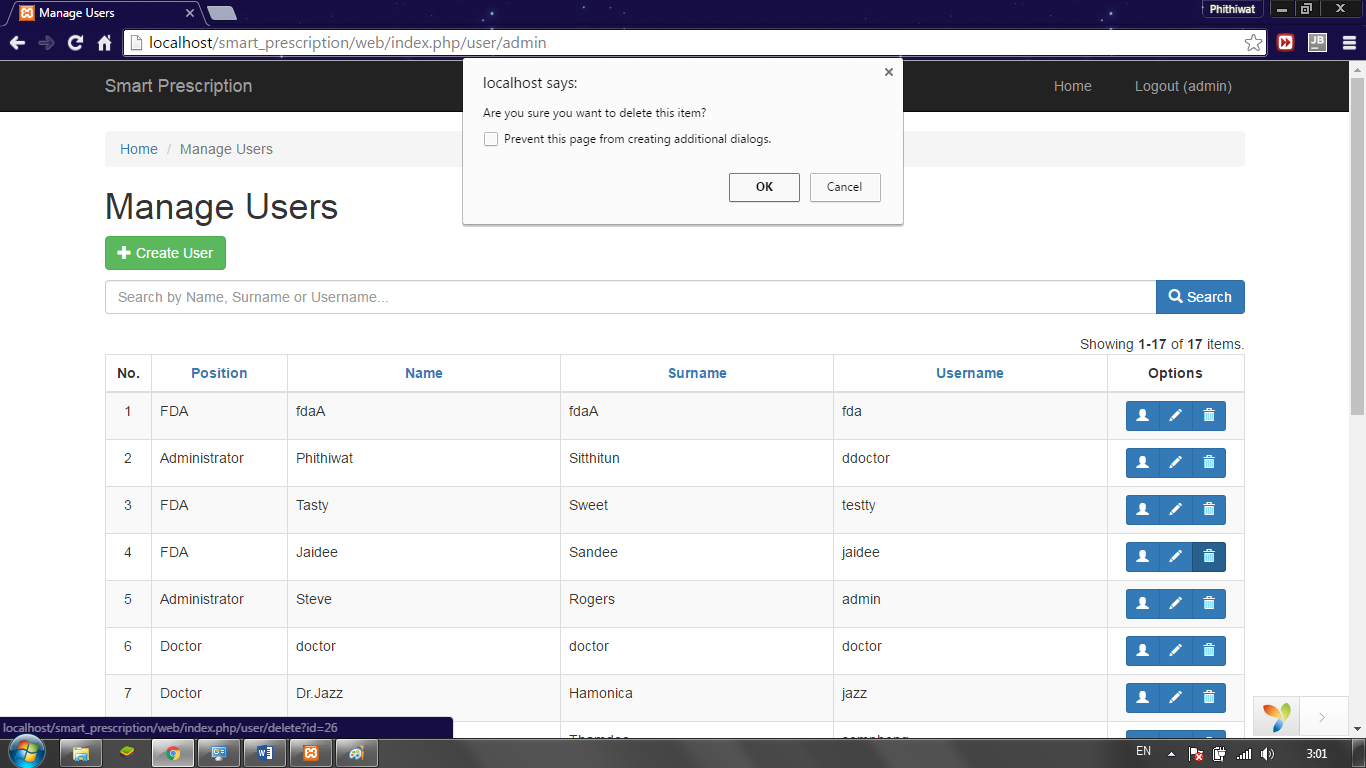 Manage Users
Phithiwat
localhost/smart_prescription/web/index.php/user/admin
JB
Smart Prescription
Home
Logout (admin)
localhost says:
Are you sure you want to delete this item?
Prevent this page from creating additional dialogs.
OK
Cancel
Home / Manage Users
Manage Users
Create User
Search by Name, Surname or Username...
Search
Showing 1-17 of 17 items.
No. Position Name Surname Username Options
1 FDA fdaA fdaA fda
2 Administrator Phithiwat Sitthitun ddoctor
3 FDA Tasty Sweet testty
4 FDA Jaidee Sandee jaidee
5 Administrator Steve Rogers admin
6 Doctor doctor doctor doctor
7 Doctor Dr.Jazz Hamonica jazz
localhost/smart_prescription/web/index.php/user/delete?id=26
EN
3:01